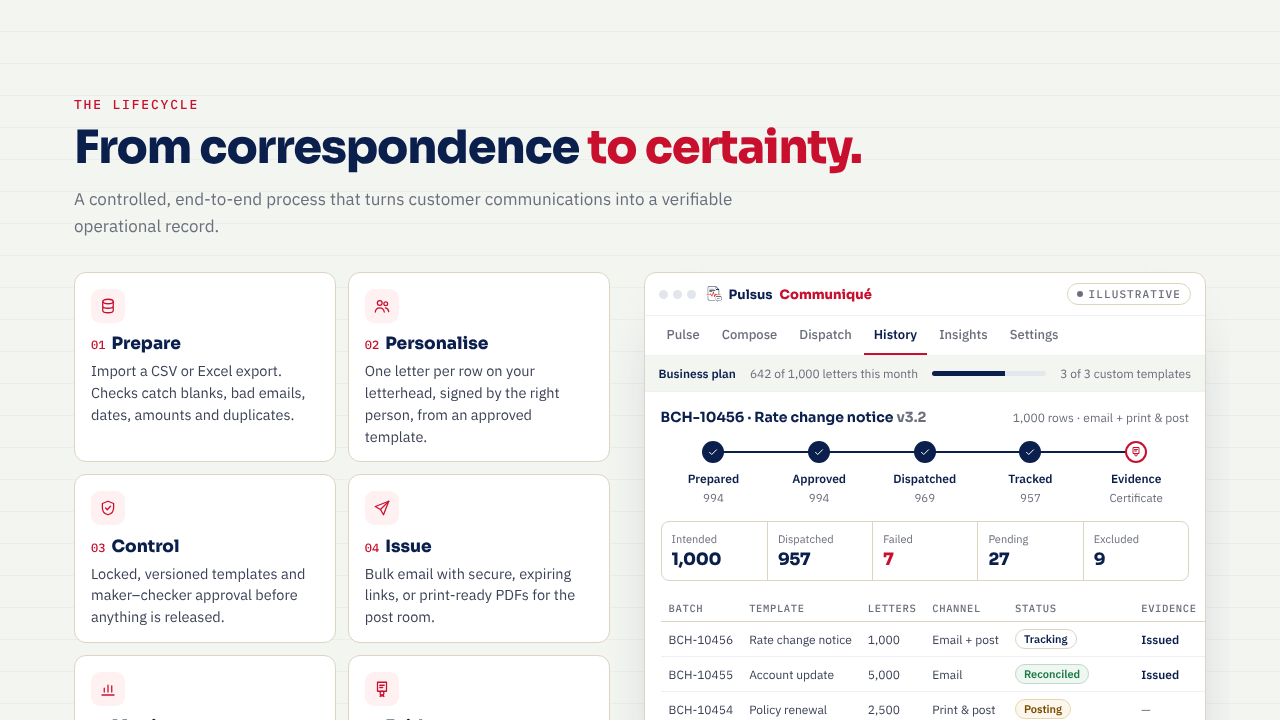 THE LIFECYCLE
From correspondence to certainty.
A controlled, end-to-end process that turns customer communications into a verifiable
operational record.
01 Prepare
Import a CSV or Excel export.
Checks catch blanks, bad emails,
dates, amounts and duplicates.
02 Personalise
One letter per row on your
letterhead, signed by the right
person, from an approved
template.
03 Control
Locked, versioned templates and
maker–checker approval before
anything is released.
04 Issue
Bulk email with secure, expiring
links, or print-ready PDFs for the
post room.
Pulsus Communiqué
ILLUSTRATIVE
Pulse Compose Dispatch History Insights Settings
Business plan 642 of 1,000 letters this month 3 of 3 custom templates
BCH-10456 · Rate change notice v3.2 1,000 rows · email + print & post
Prepared Approved Dispatched Tracked Evidence
994 994 969 957 Certificate
Intended Dispatched Failed Pending Excluded
1,000 957 7 27 9
BATCH TEMPLATE LETTERS CHANNEL STATUS EVIDENCE
BCH-10456 Rate change notice 1,000 Email + post Tracking Issued
BCH-10455 Account update 5,000 Email Reconciled Issued
BCH-10454 Policy renewal 2,500 Print & post Posting —